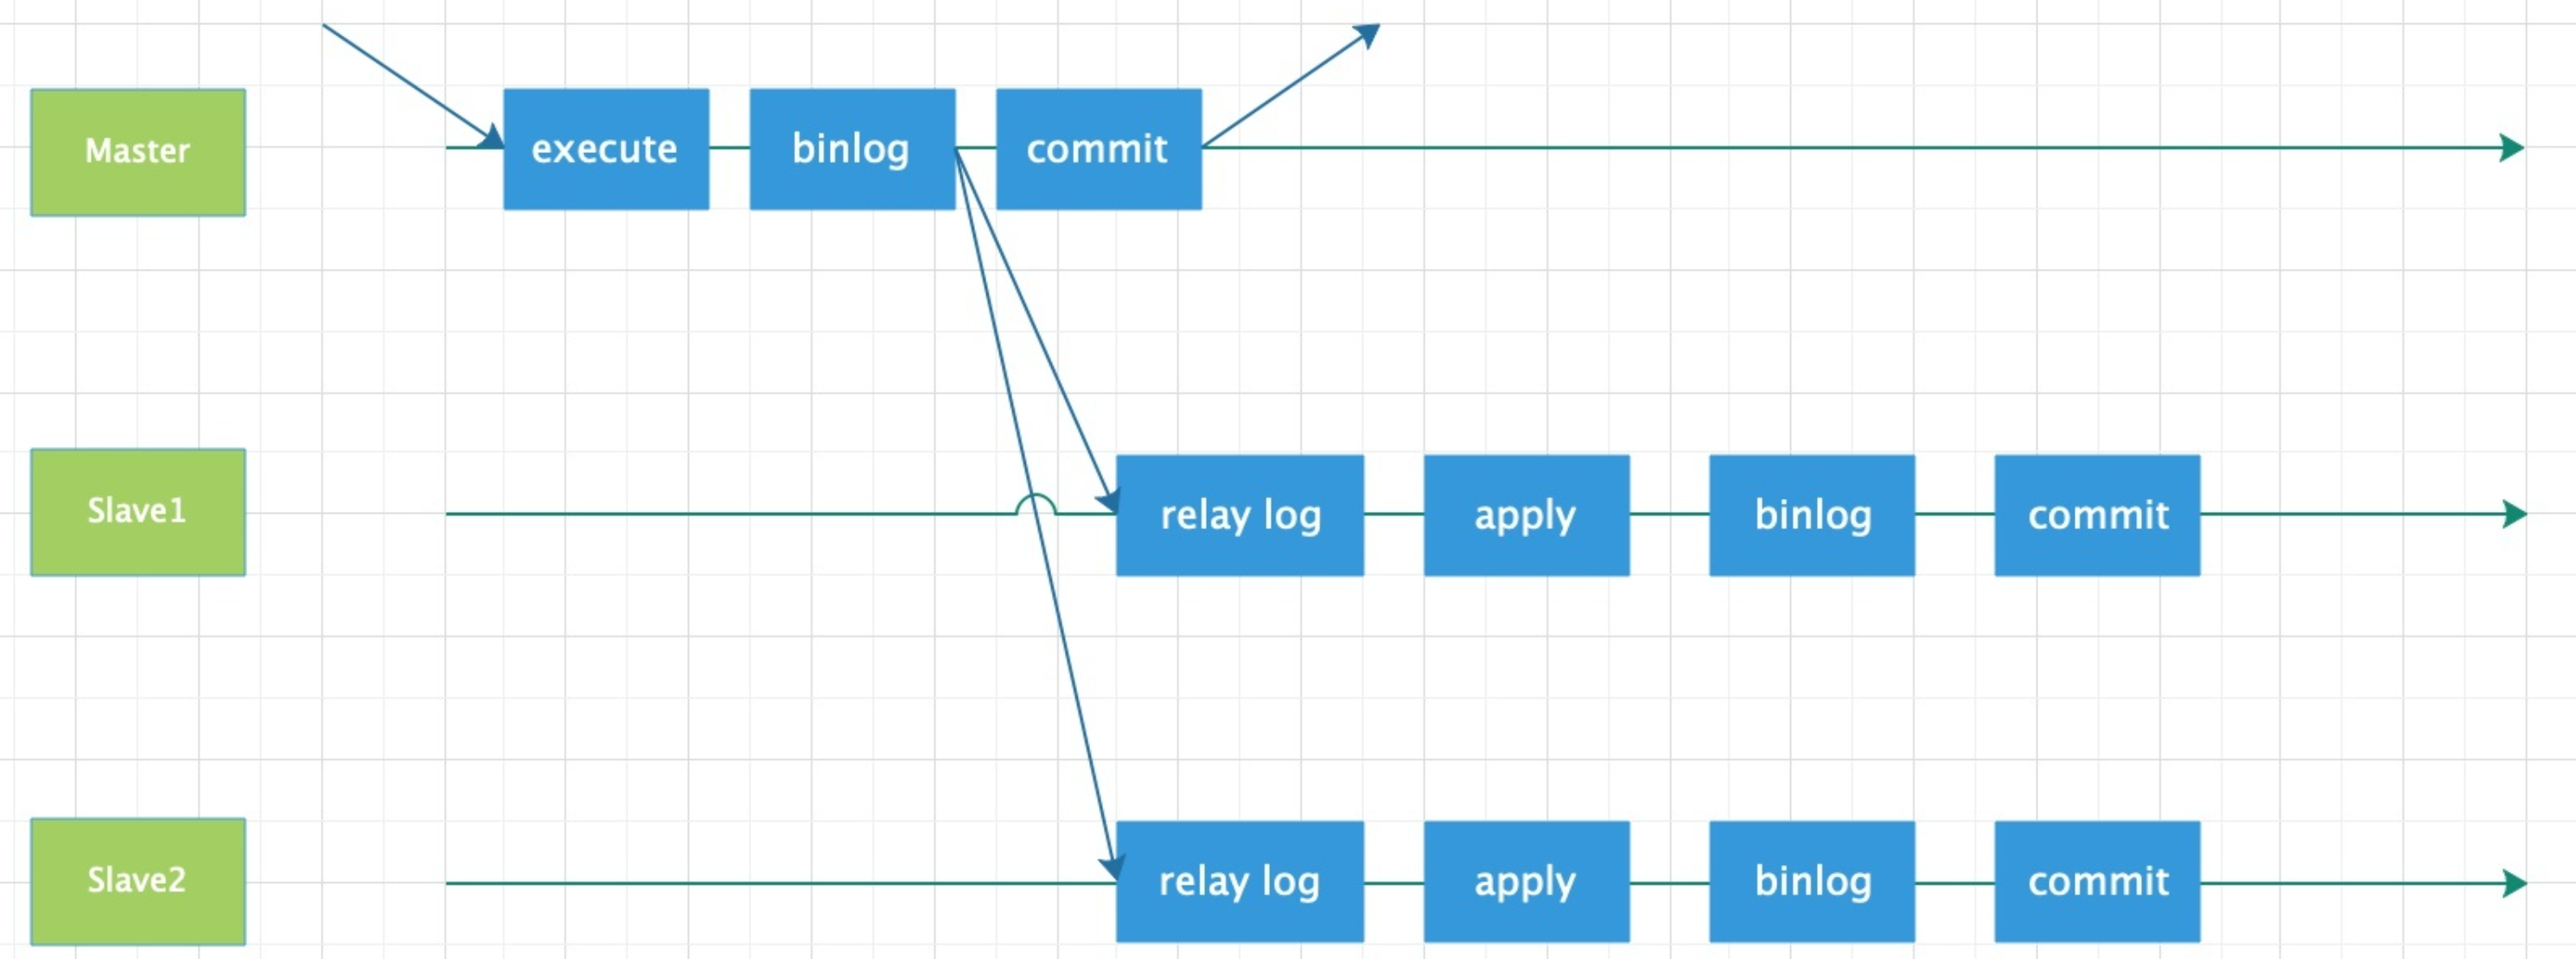 Master
execute
binlog
commit
Slave1
relay log
apply
binlog
commit
Slave2
relay log
apply
binlog
commit